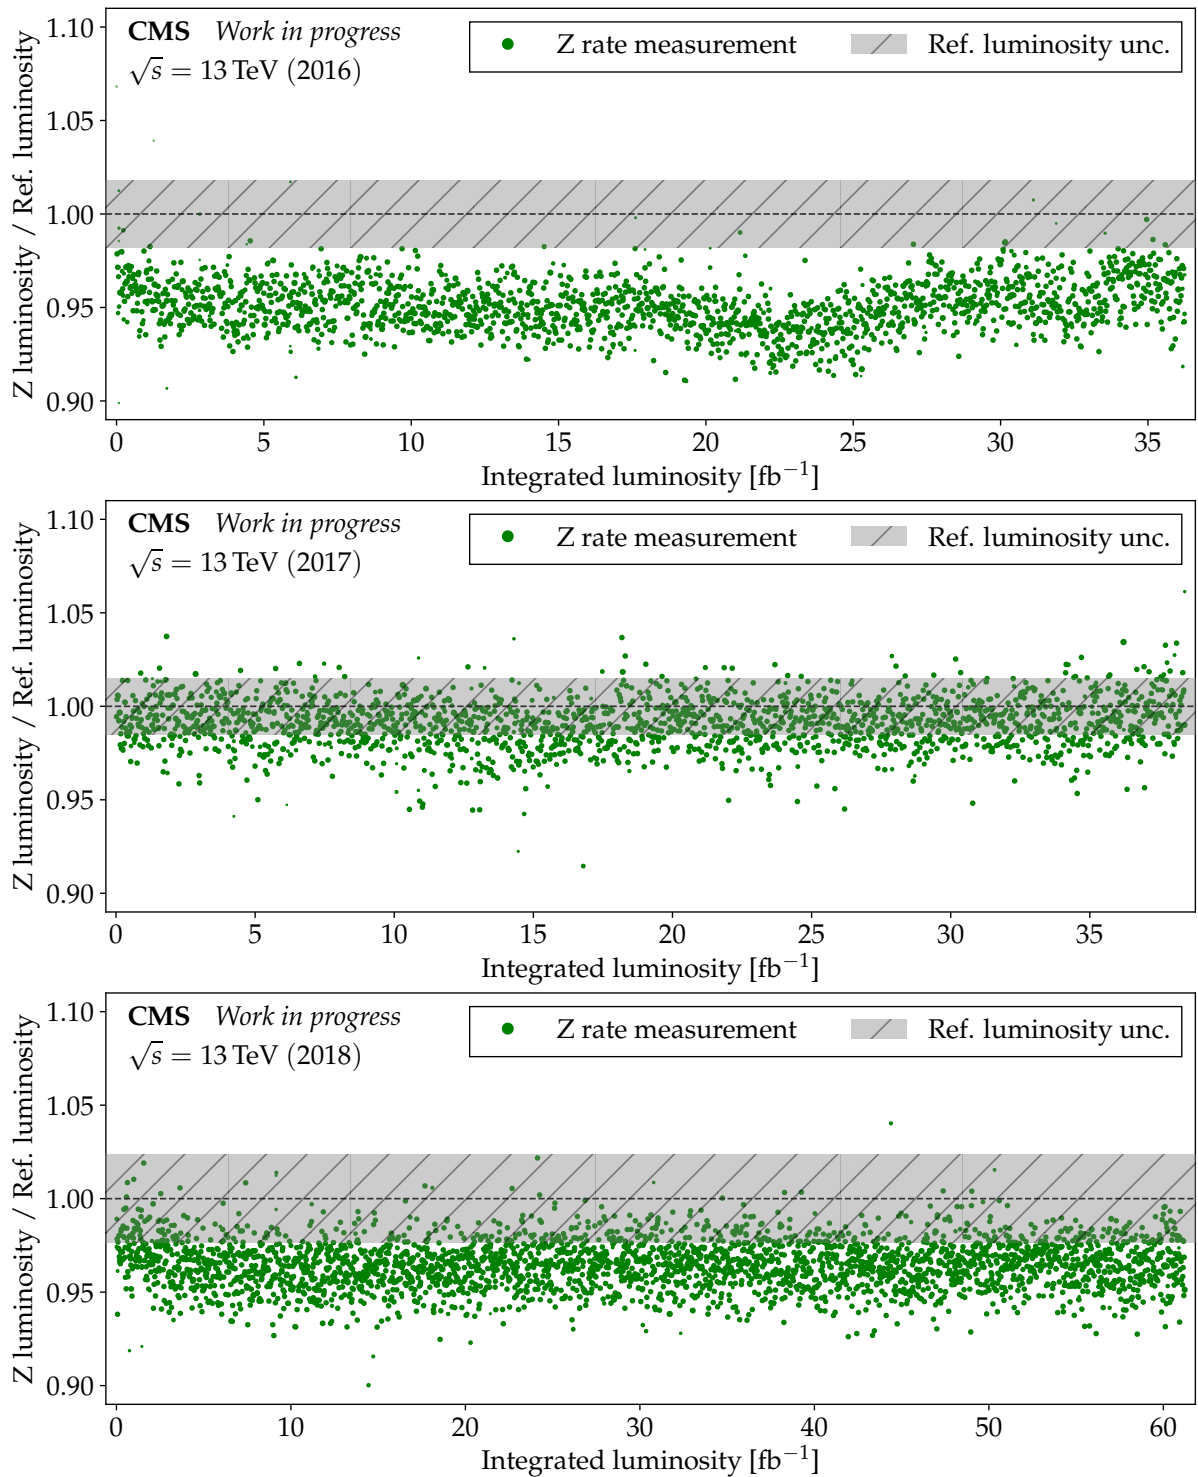 CMS Work in progress
√s = 13 TeV (2016)
Z rate measurement
Ref. luminosity unc.
Z luminosity / Ref. luminosity
1.10
1.05
1.00
0.95
0.90
0 5 10 15 20 25 30 35
Integrated luminosity [fb⁻¹]
CMS Work in progress
√s = 13 TeV (2017)
Z rate measurement
Ref. luminosity unc.
Z luminosity / Ref. luminosity
1.10
1.05
1.00
0.95
0.90
0 5 10 15 20 25 30 35
Integrated luminosity [fb⁻¹]
CMS Work in progress
√s = 13 TeV (2018)
Z rate measurement
Ref. luminosity unc.
Z luminosity / Ref. luminosity
1.10
1.05
1.00
0.95
0.90
0 10 20 30 40 50 60
Integrated luminosity [fb⁻¹]